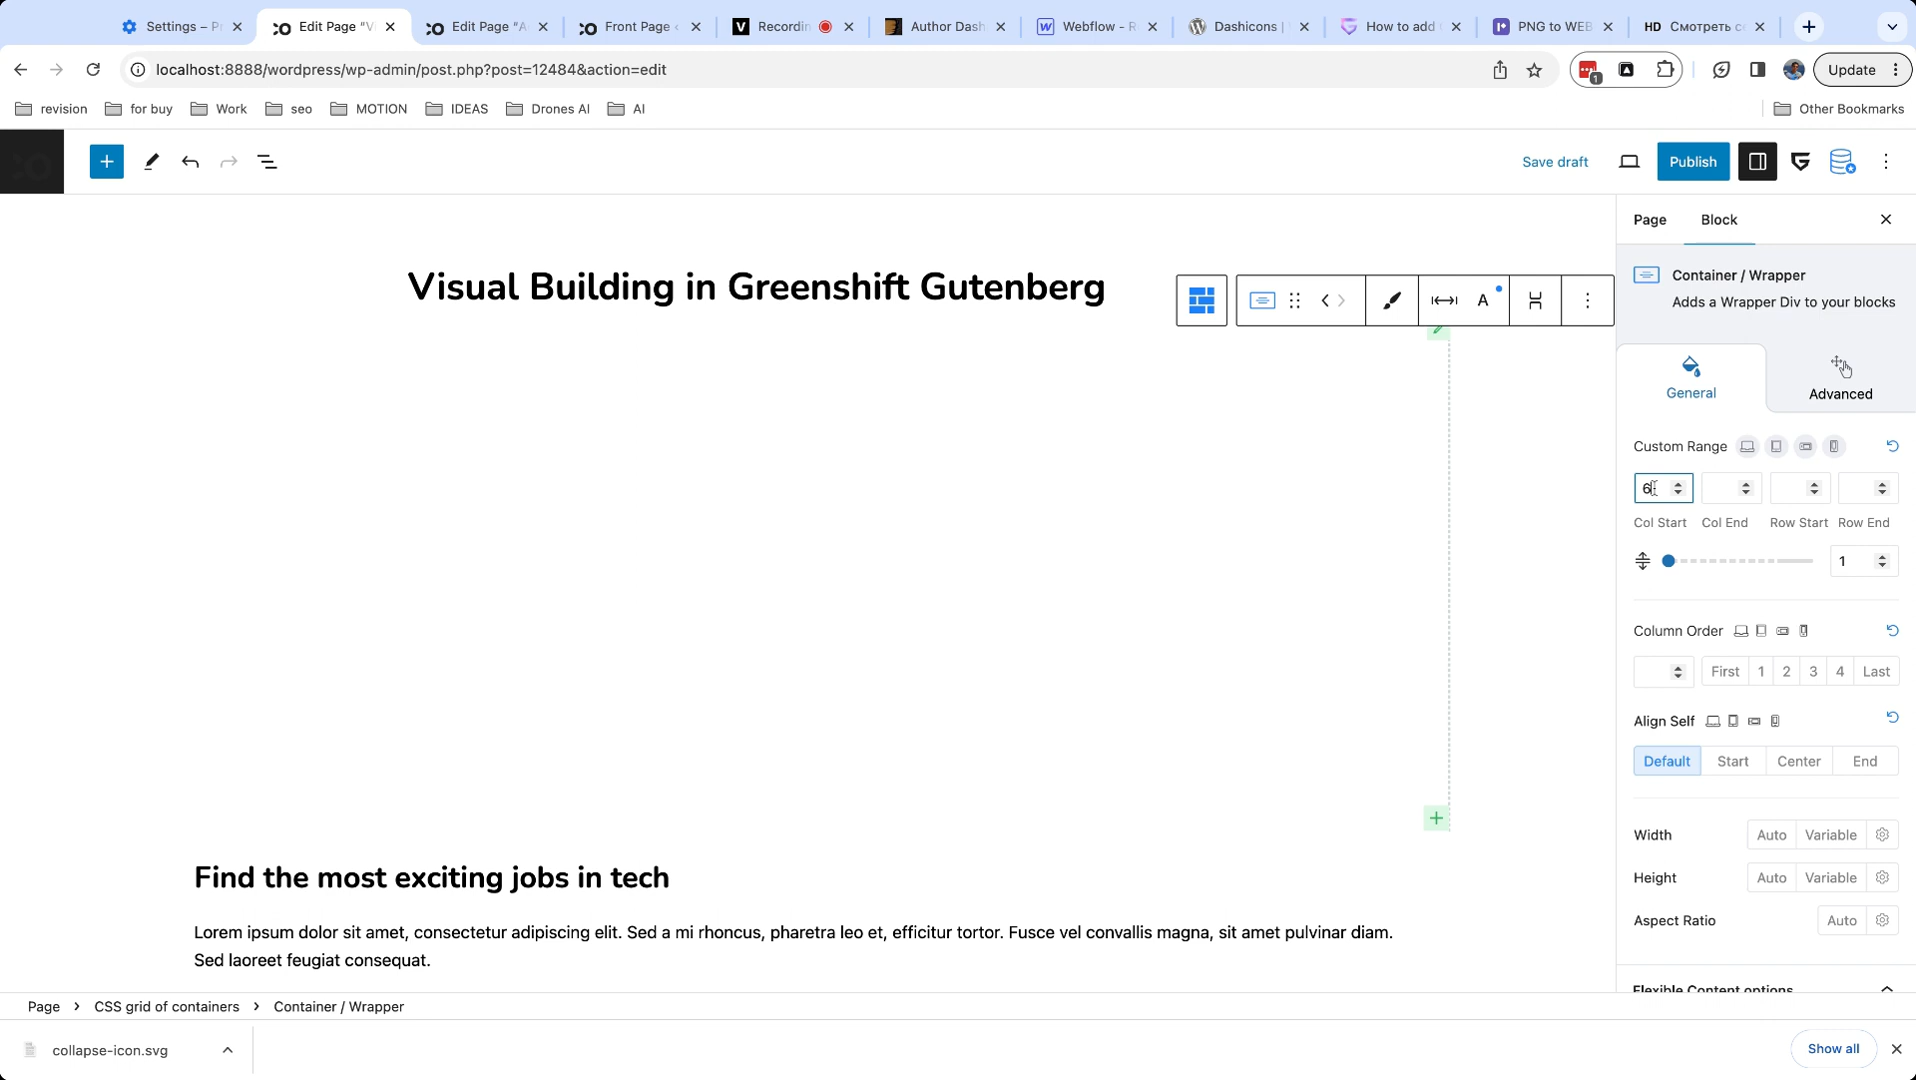 Settings – P
Edit Page “Vi
Edit Page “A
Front Page ‹
Recordin
Author Dash
Webflow - R
Dashicons |
How to add
PNG to WEB
HD Смотреть се
localhost:8888/wordpress/wp-admin/post.php?post=12484&action=edit
1
Update
revision
for buy
Work
seo
MOTION
IDEAS
Drones AI
AI
Other Bookmarks
Save draft
Publish
Page
Block
Container / Wrapper
Adds a Wrapper Div to your blocks
Visual Building in Greenshift Gutenberg
A
General
Advanced
Custom Range
6
Col Start
Col End
Row Start
Row End
1
Column Order
First
1
2
3
4
Last
Align Self
Default
Start
Center
End
Width
Auto
Variable
Height
Auto
Variable
Aspect Ratio
Auto
Flexible Content options
Find the most exciting jobs in tech
Lorem ipsum dolor sit amet, consectetur adipiscing elit. Sed a mi rhoncus, pharetra leo et, efficitur tortor. Fusce vel convallis magna, sit amet pulvinar diam.
Sed laoreet feugiat consequat.
Page
CSS grid of containers
Container / Wrapper
collapse-icon.svg
Show all